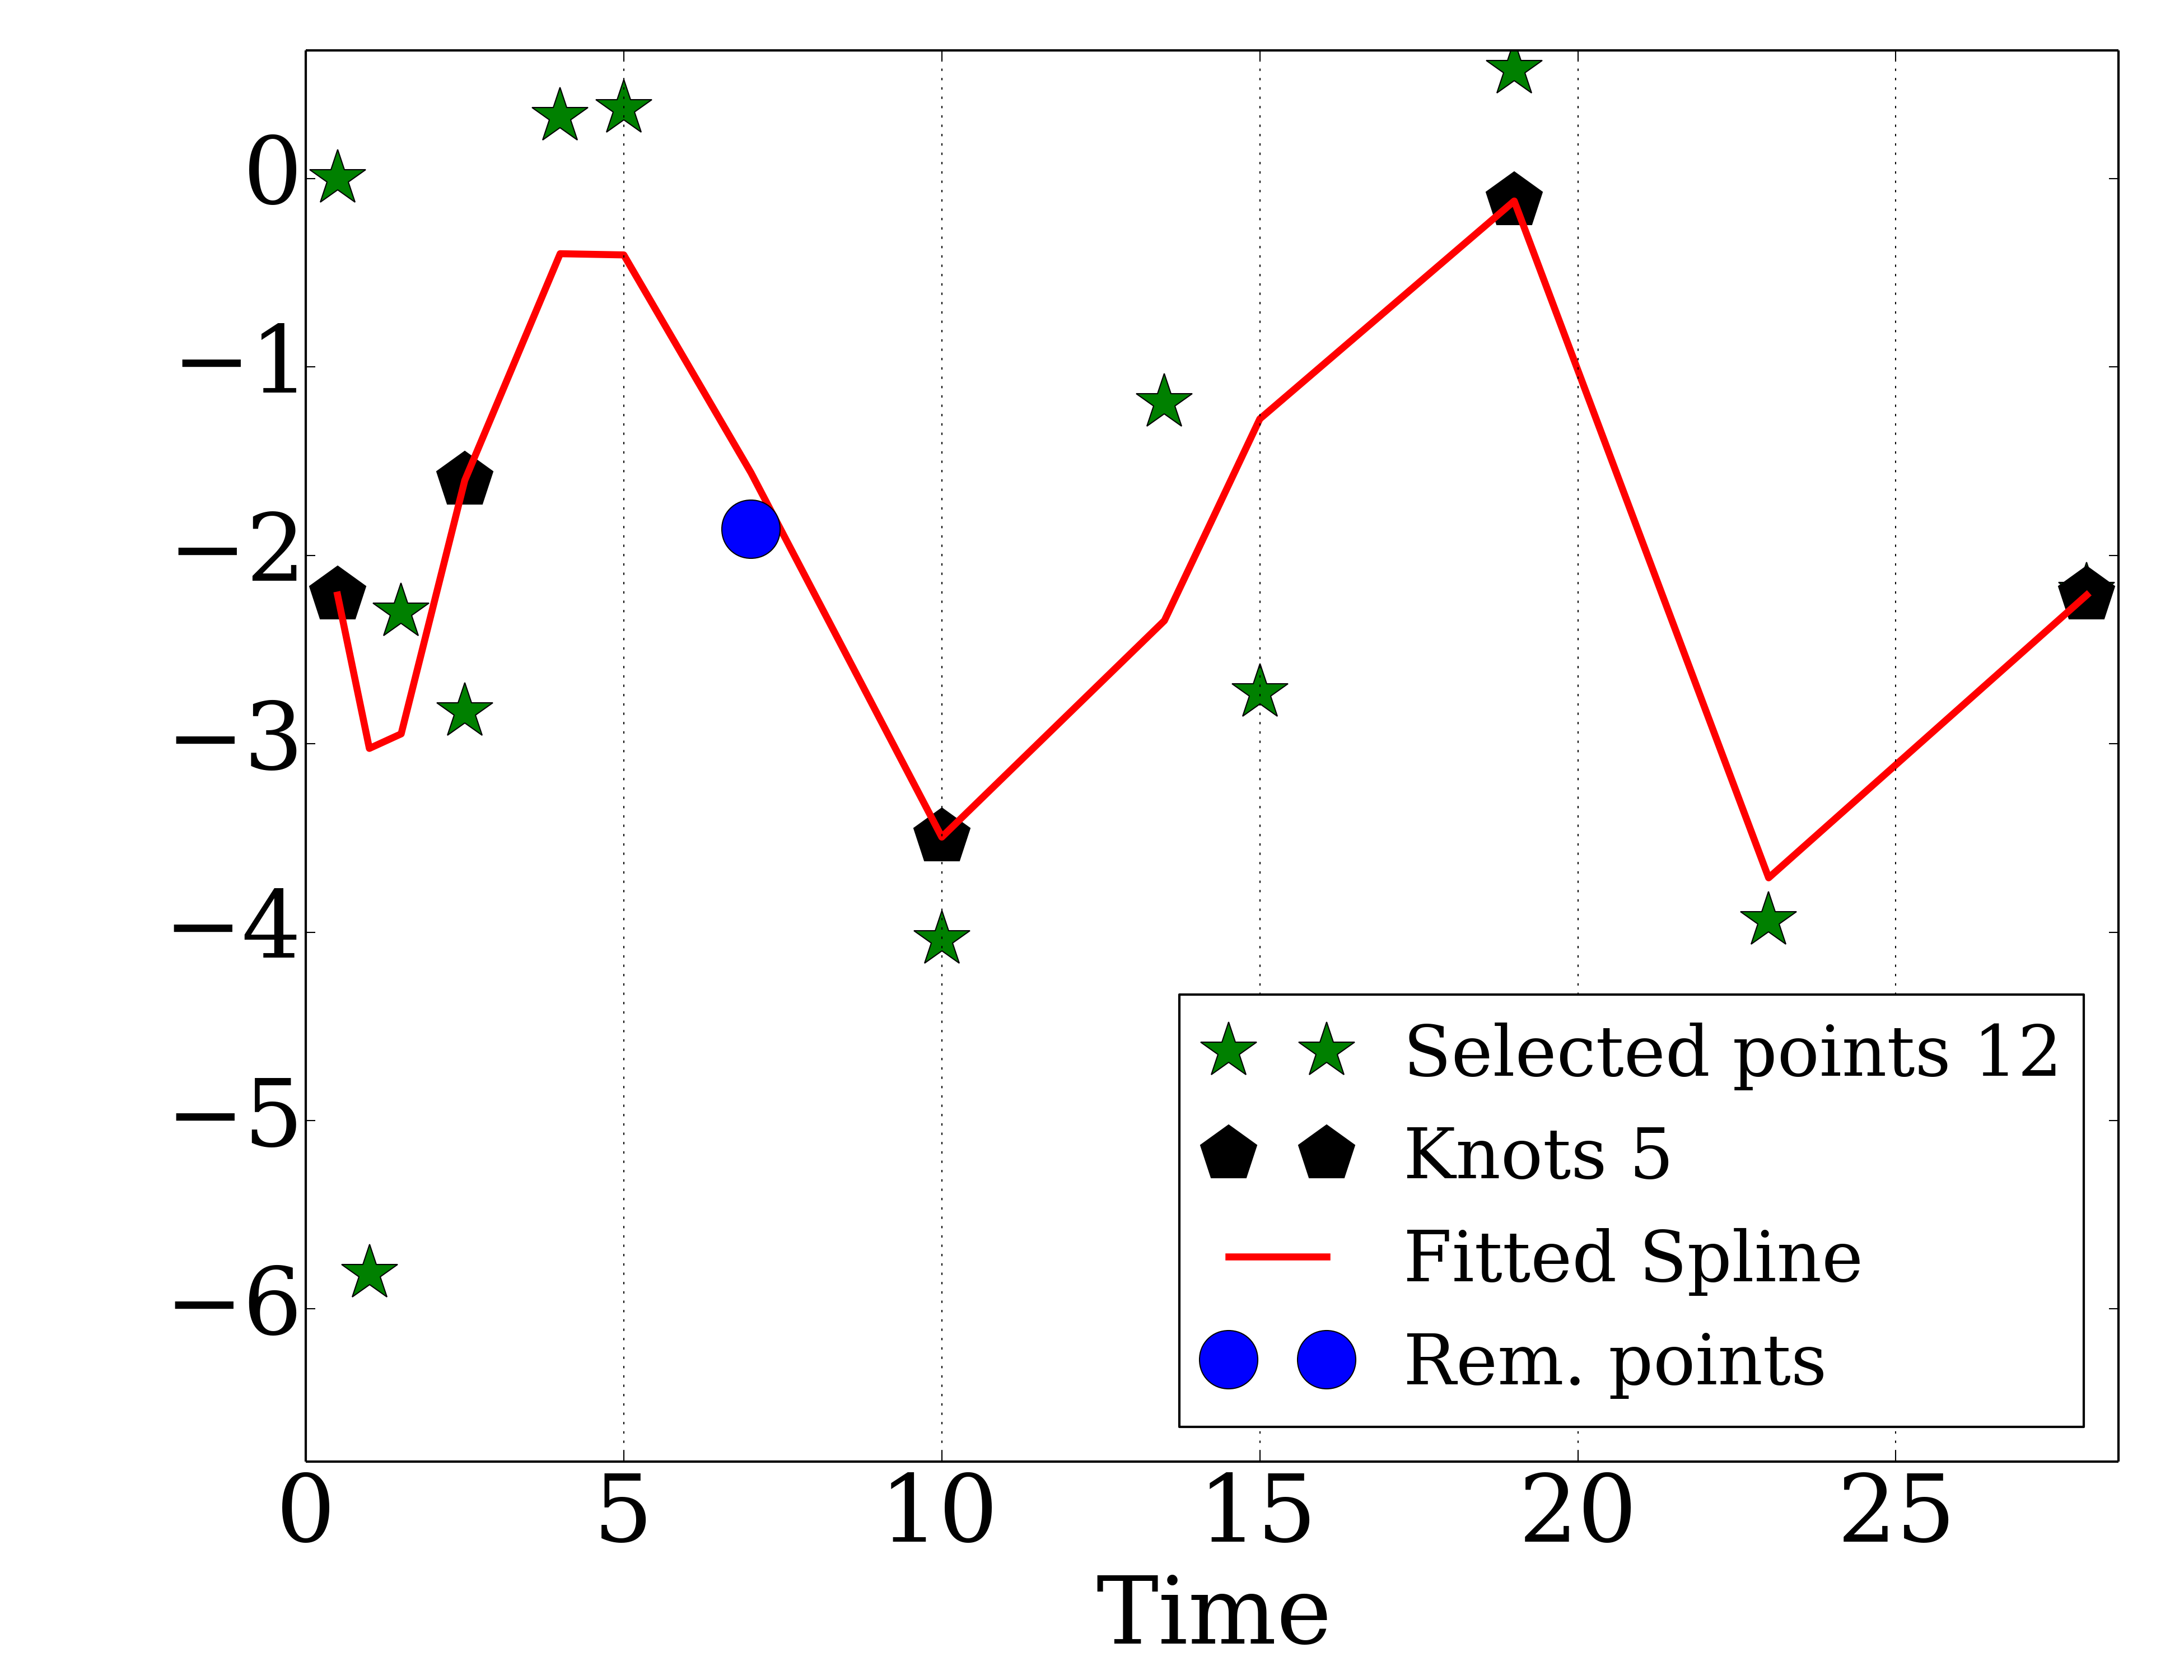 0
−1
−2
−3
−4
−5
−6
Selected points 12
Knots 5
Fitted Spline
Rem. points
0 5 10 15 20 25
Time